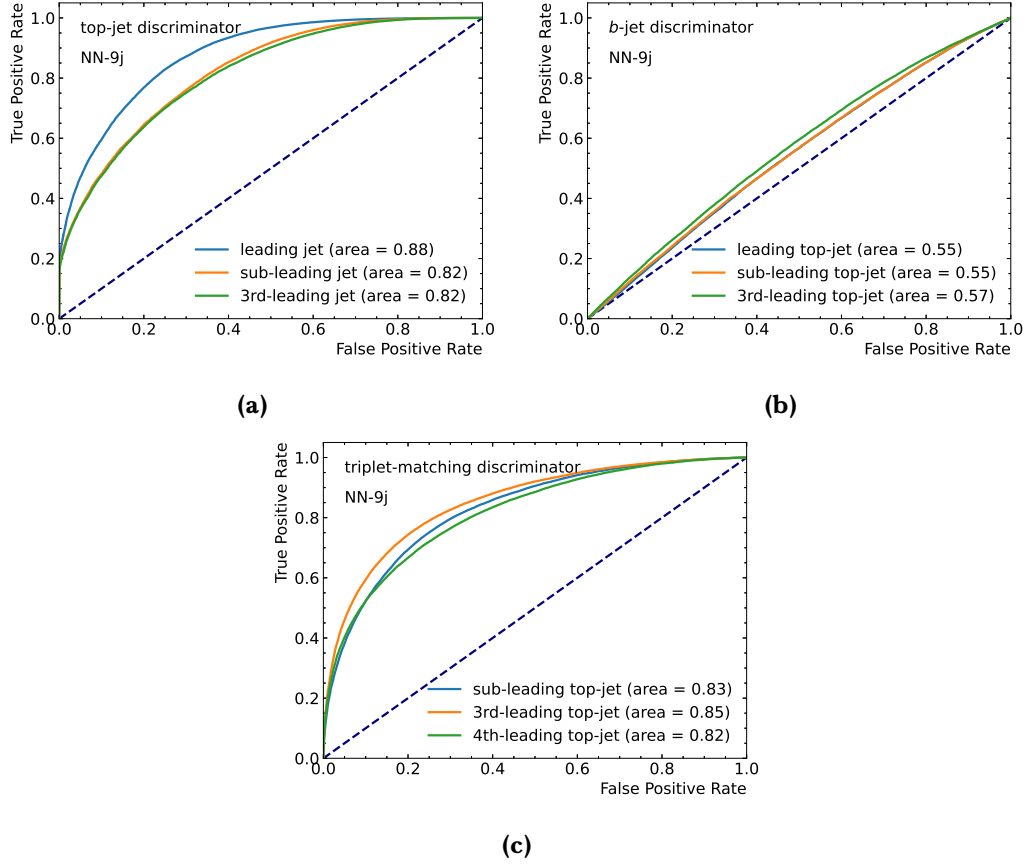 True Positive Rate
1.0
0.8
0.6
0.4
0.2
0.0
top-jet discriminator
NN-9j
leading jet (area = 0.88)
sub-leading jet (area = 0.82)
3rd-leading jet (area = 0.82)
0.0 0.2 0.4 0.6 0.8 1.0
False Positive Rate
(a)
True Positive Rate
1.0
0.8
0.6
0.4
0.2
0.0
b-jet discriminator
NN-9j
leading top-jet (area = 0.55)
sub-leading top-jet (area = 0.55)
3rd-leading top-jet (area = 0.57)
0.0 0.2 0.4 0.6 0.8 1.0
False Positive Rate
(b)
True Positive Rate
1.0
0.8
0.6
0.4
0.2
0.0
triplet-matching discriminator
NN-9j
sub-leading top-jet (area = 0.83)
3rd-leading top-jet (area = 0.85)
4th-leading top-jet (area = 0.82)
0.0 0.2 0.4 0.6 0.8 1.0
False Positive Rate
(c)